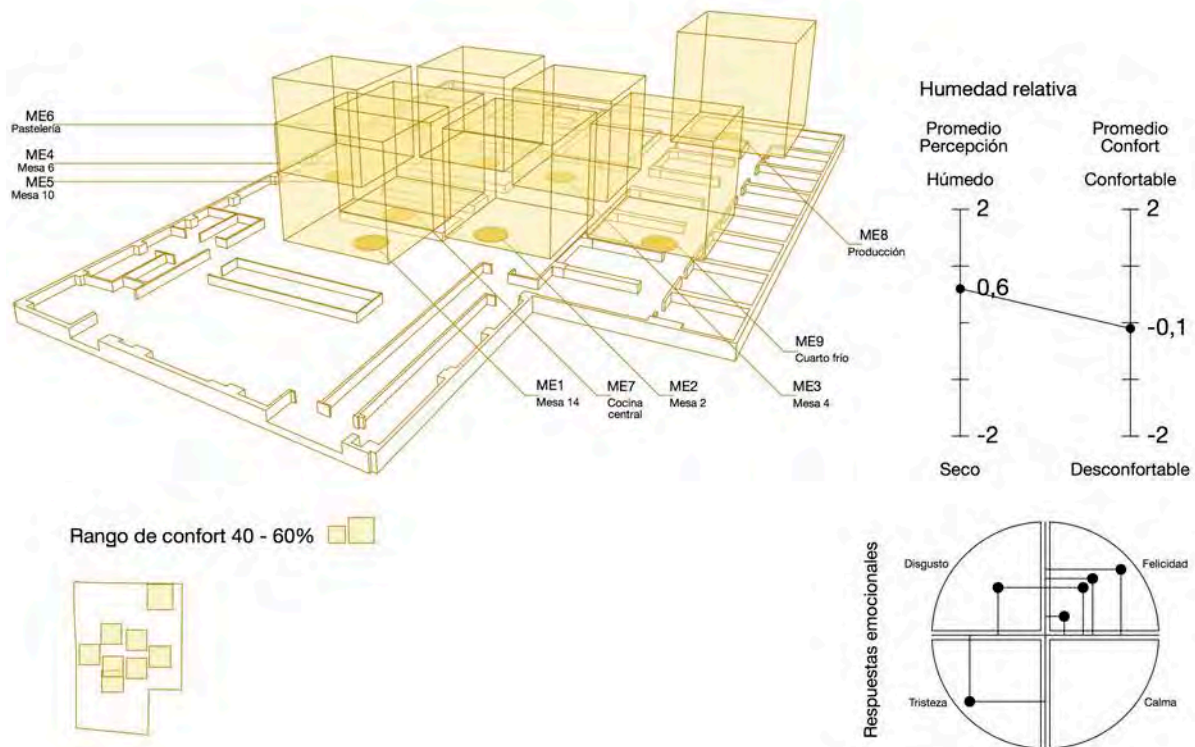 ME6
Pastelería
ME4
Mesa 6
ME5
Mesa 10
ME1
Mesa 14
ME7
Cocina
central
ME2
Mesa 2
ME3
Mesa 4
ME9
Cuarto frío
ME8
Producción
Humedad relativa
Promedio
Percepción
Húmedo
2
0,6
-2
Seco
Promedio
Confort
Confortable
2
-0,1
-2
Desconfortable
Rango de confort 40 - 60%
Respuestas emocionales
Disgusto
Felicidad
Tristeza
Calma